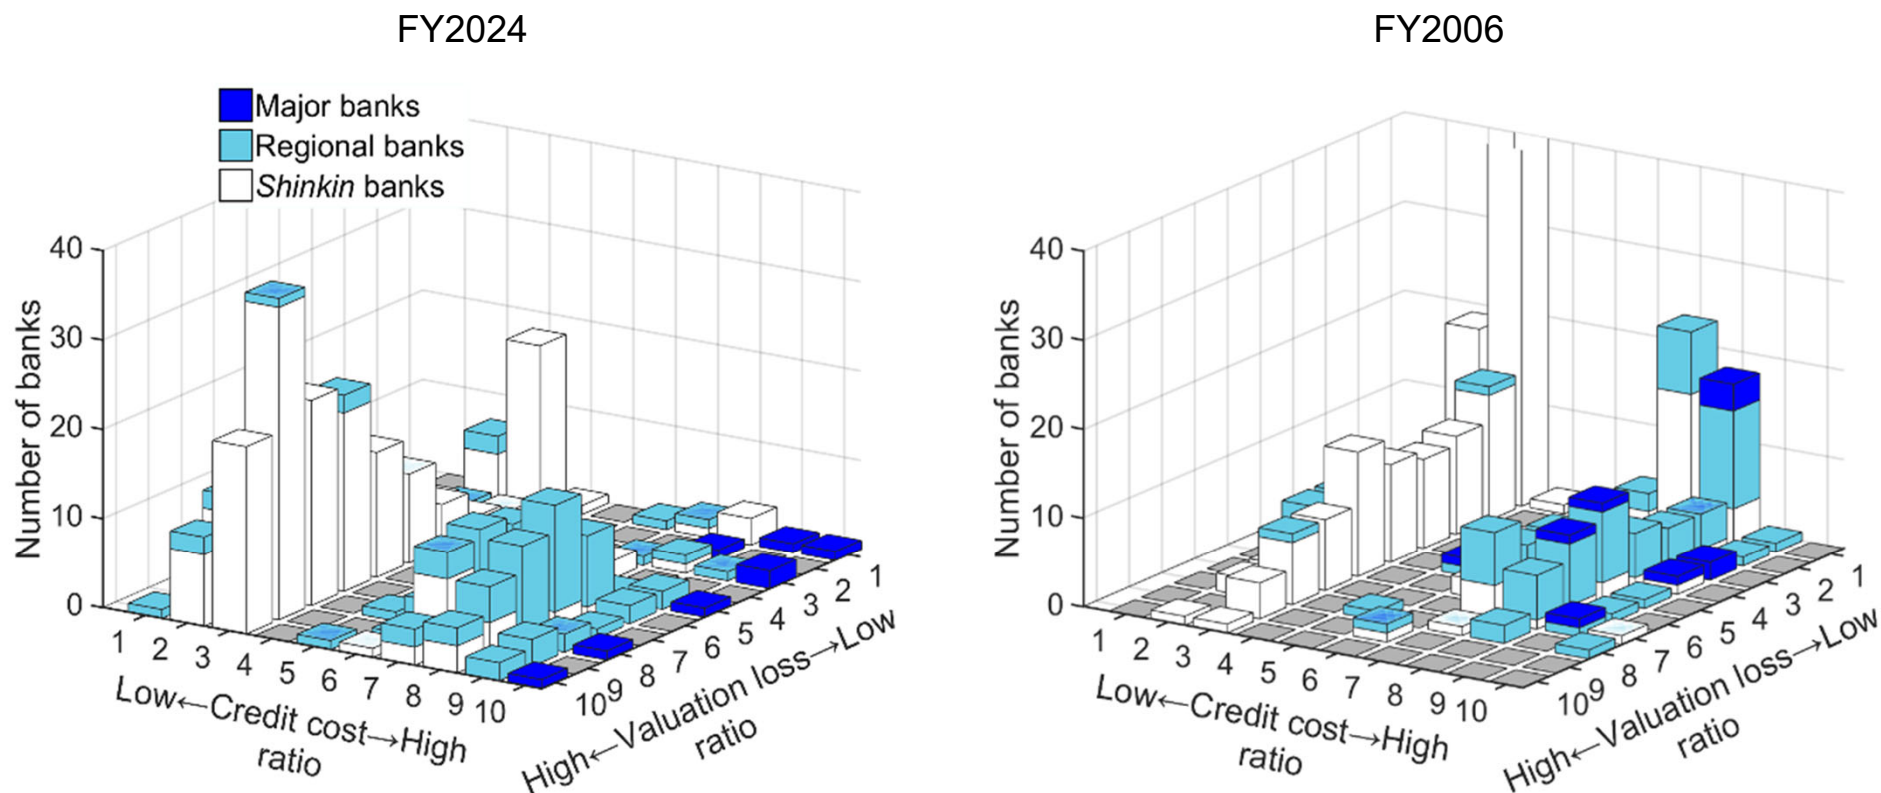 FY2024
Major banks
Regional banks
Shinkin banks
Number of banks
40
30
20
10
0
1 2 3 4 5 6 7 8 9 10
Low←Credit cost→High
ratio
10 9 8 7 6 5 4 3 2 1
High←Valuation loss→Low
ratio
FY2006
Number of banks
40
30
20
10
0
1 2 3 4 5 6 7 8 9 10
Low←Credit cost→High
ratio
10 9 8 7 6 5 4 3 2 1
High←Valuation loss→Low
ratio